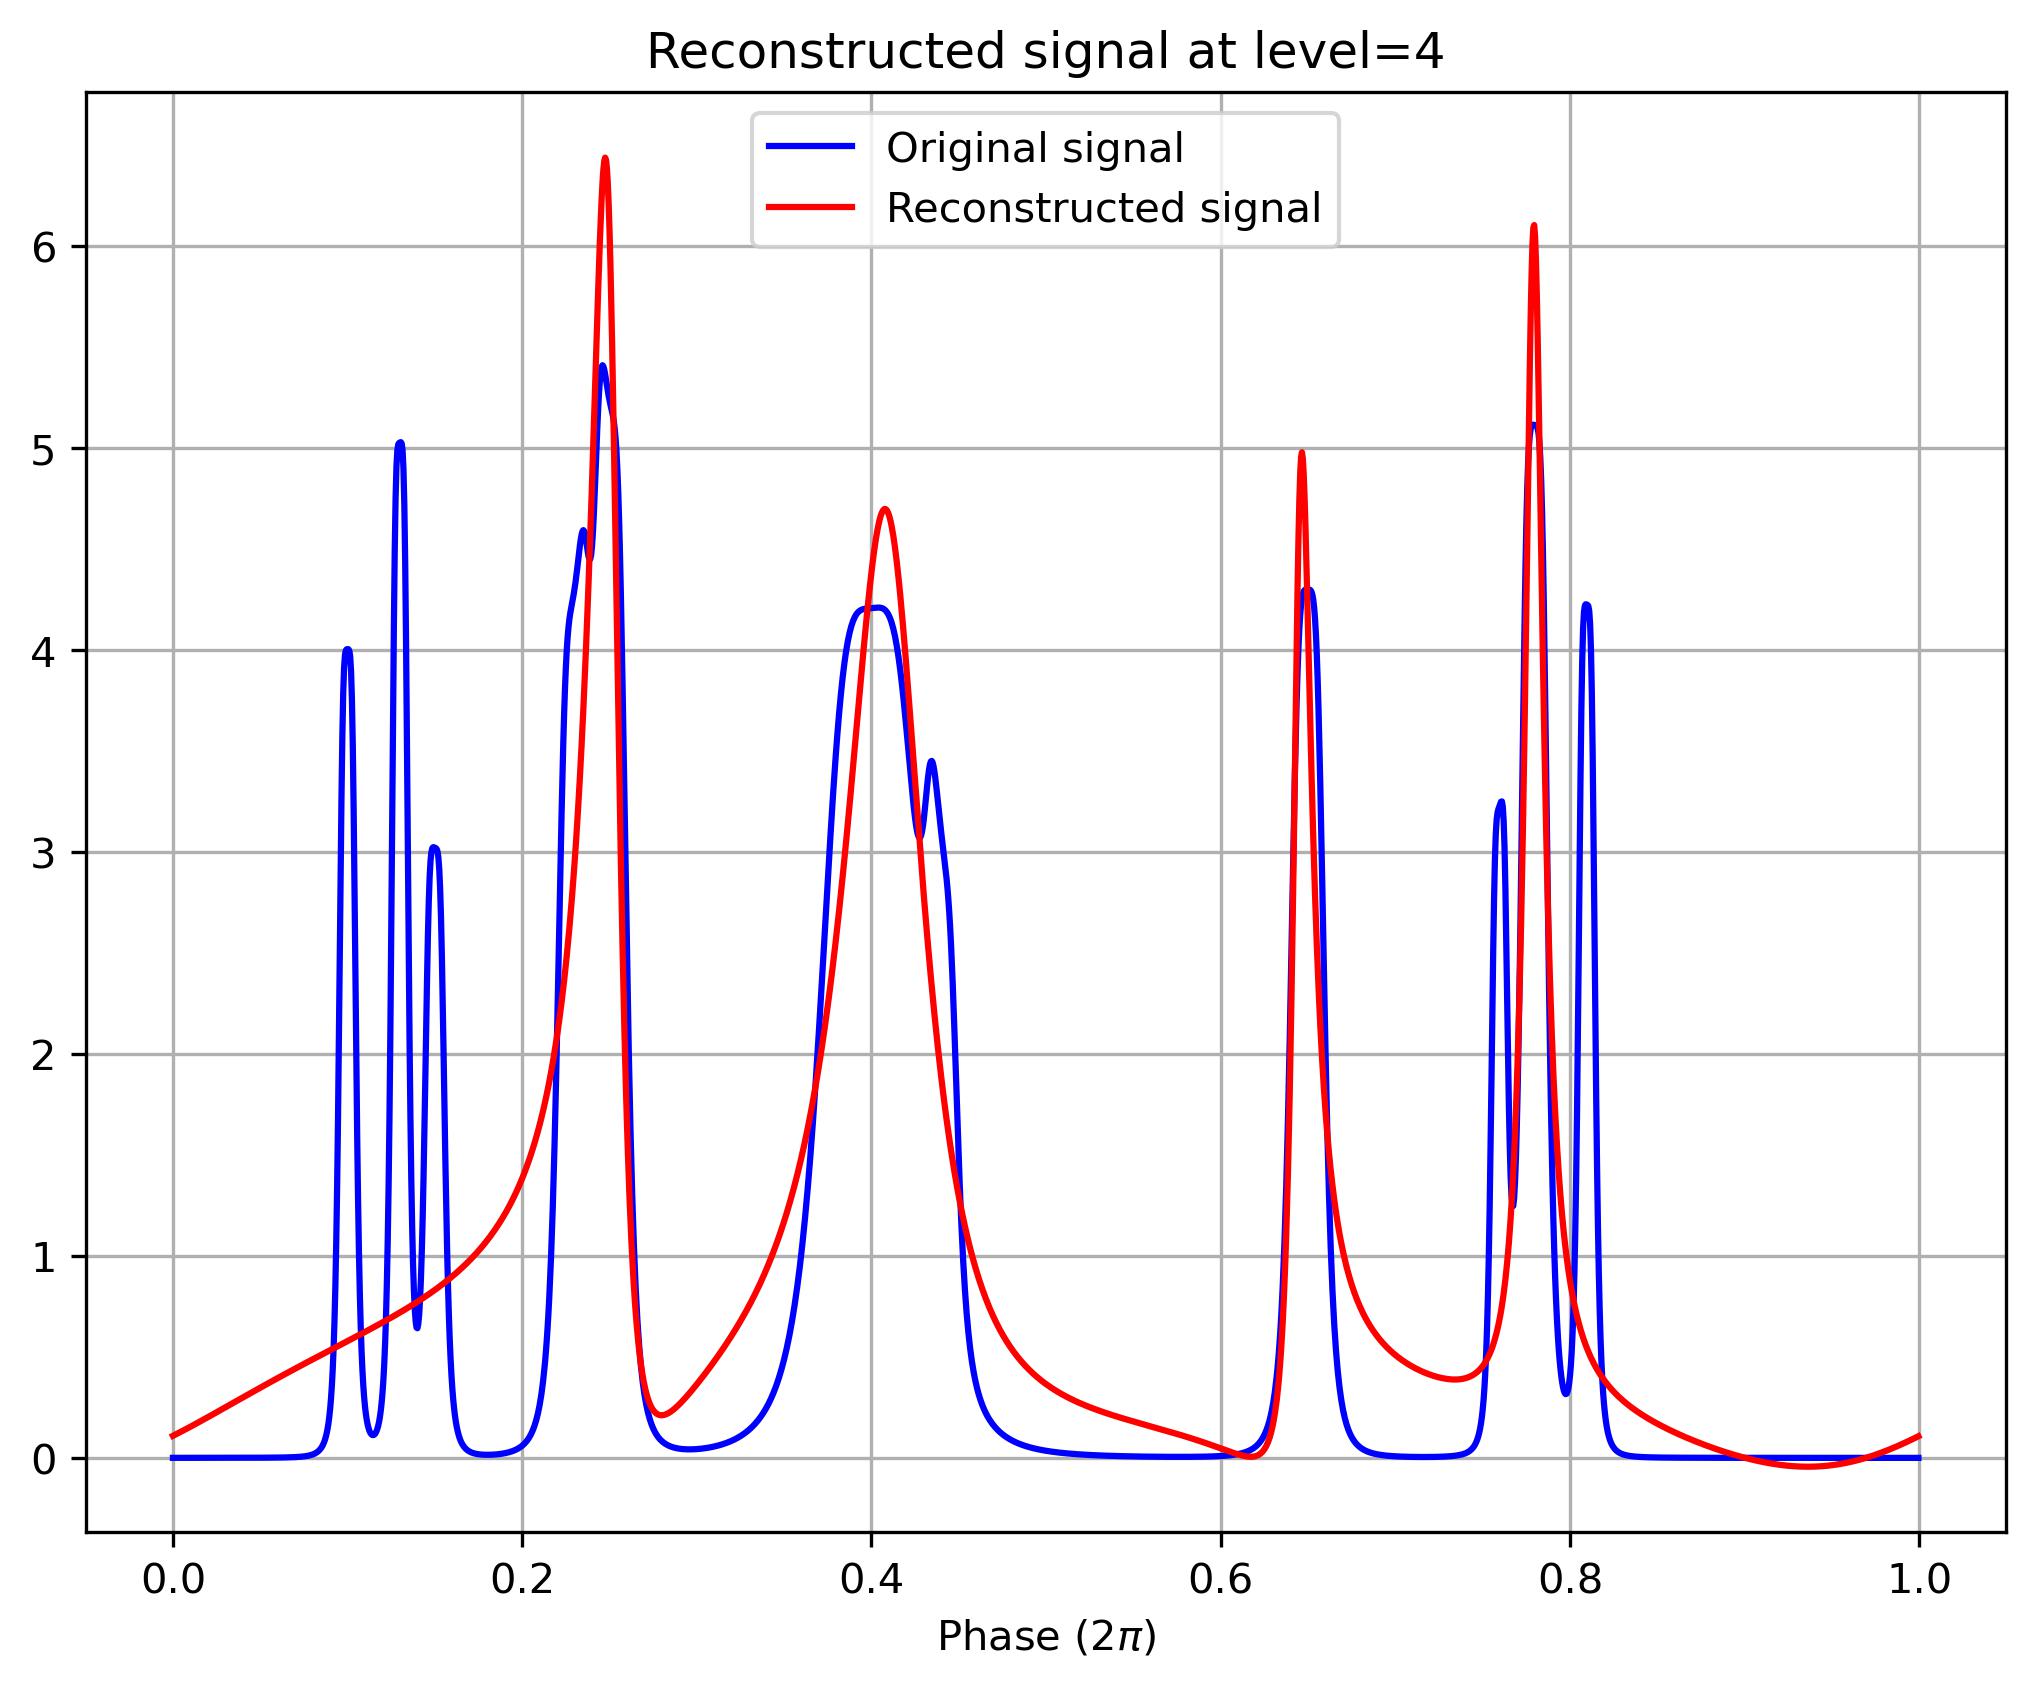 Reconstructed signal at level=4
Original signal
Reconstructed signal
6
5
4
3
2
1
0
0.0 0.2 0.4 0.6 0.8 1.0
Phase (2π)